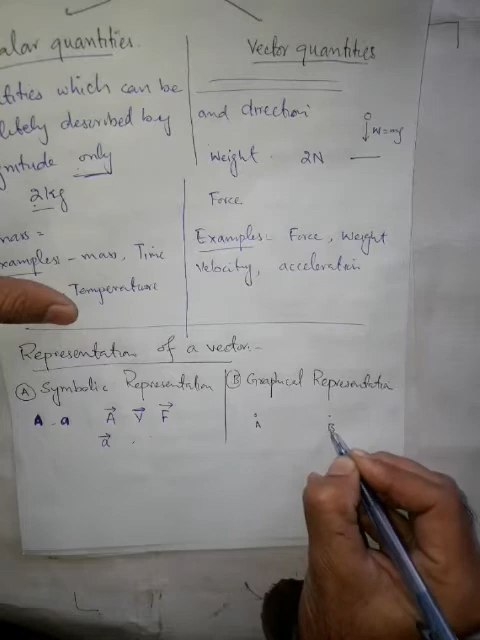 alar quantities.
tities which can be
litely described by
gnitude only
2kg
mass =
xamples - mass, Time
Temperature
Vector quantities
and direction
W=mg
Weight. 2N
Force
Examples - Force, Weight
Velocity, acceleration
Representation of a vector.-
A Symbolic Representation
A . a A⃗ V⃗ F⃗
a⃗ .
B Graphical Representation
A B